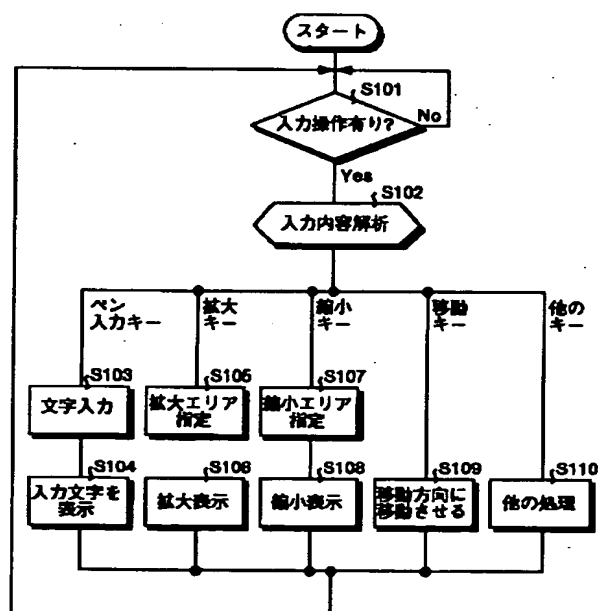 スタート
S101
入力操作有り?
No
Yes
S102
入力内容解析
ペン
入力キー
拡大
キー
縮小
キー
移動
キー
他の
キー
S103
文字入力
S105
拡大エリア
指定
S107
縮小エリア
指定
S104
入力文字を
表示
S106
拡大表示
S108
縮小表示
S109
移動方向に
移動させる
S110
他の処理